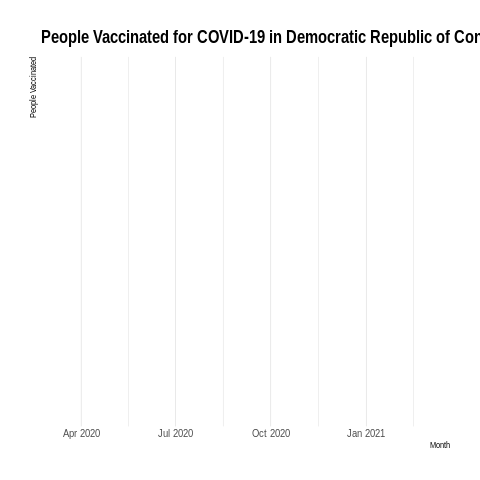 People Vaccinated for COVID-19 in Democratic Republic of Con
People Vaccinated
Apr 2020 Jul 2020 Oct 2020 Jan 2021
Month